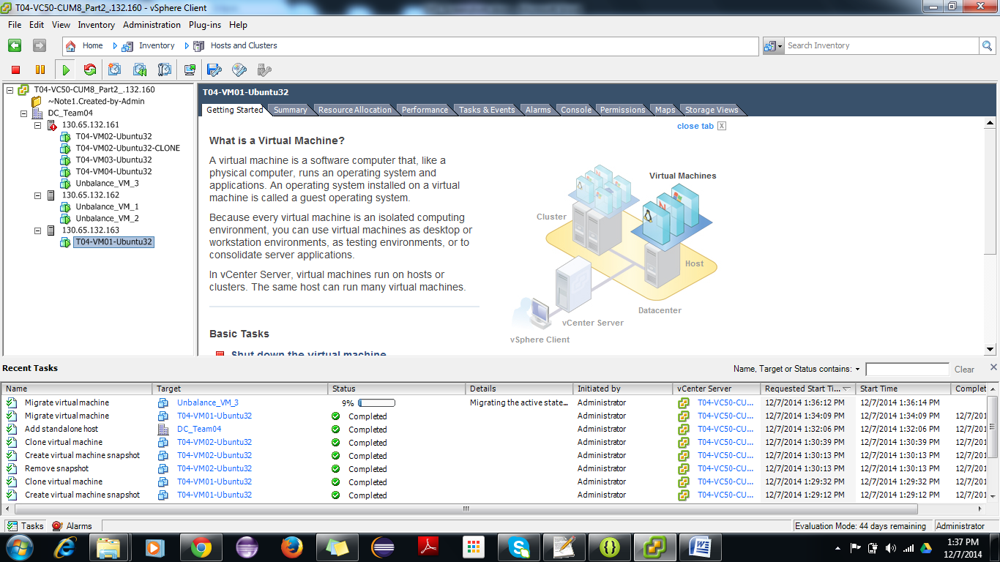 T04-VC50-CUM8_Part2_.132.160 - vSphere Client
File Edit View Inventory Administration Plug-ins Help
Home Inventory Hosts and Clusters Search Inventory
T04-VC50-CUM8_Part2_.132.160
~Note1.Created-by-Admin
DC_Team04
130.65.132.161
T04-VM02-Ubuntu32
T04-VM02-Ubuntu32-CLONE
T04-VM03-Ubuntu32
T04-VM04-Ubuntu32
Unbalance_VM_3
130.65.132.162
Unbalance_VM_1
Unbalance_VM_2
130.65.132.163
T04-VM01-Ubuntu32
T04-VM01-Ubuntu32
Getting Started Summary Resource Allocation Performance Tasks & Events Alarms Console Permissions Maps Storage Views
close tab X
What is a Virtual Machine?
A virtual machine is a software computer that, like a
physical computer, runs an operating system and
applications. An operating system installed on a virtual
machine is called a guest operating system.
Because every virtual machine is an isolated computing
environment, you can use virtual machines as desktop or
workstation environments, as testing environments, or to
consolidate server applications.
In vCenter Server, virtual machines run on hosts or
clusters. The same host can run many virtual machines.
Basic Tasks
Shut down the virtual machine
Virtual Machines
Cluster
Host
Datacenter
vCenter Server
vSphere Client
Recent Tasks
Name, Target or Status contains: Clear
Name Target Status Details Initiated by vCenter Server Requested Start Ti... Start Time Complet
Migrate virtual machine Unbalance_VM_3 9% Migrating the active state... Administrator T04-VC50-CU... 12/7/2014 1:36:12 PM 12/7/2014 1:36:14 PM
Migrate virtual machine T04-VM01-Ubuntu32 Completed Administrator T04-VC50-CU... 12/7/2014 1:34:09 PM 12/7/2014 1:34:09 PM 12/7/201
Add standalone host DC_Team04 Completed Administrator T04-VC50-CU... 12/7/2014 1:32:06 PM 12/7/2014 1:32:06 PM 12/7/201
Clone virtual machine T04-VM02-Ubuntu32 Completed Administrator T04-VC50-CU... 12/7/2014 1:30:39 PM 12/7/2014 1:30:39 PM 12/7/201
Create virtual machine snapshot T04-VM02-Ubuntu32 Completed Administrator T04-VC50-CU... 12/7/2014 1:30:13 PM 12/7/2014 1:30:13 PM 12/7/201
Remove snapshot T04-VM02-Ubuntu32 Completed Administrator T04-VC50-CU... 12/7/2014 1:30:13 PM 12/7/2014 1:30:13 PM 12/7/201
Clone virtual machine T04-VM01-Ubuntu32 Completed Administrator T04-VC50-CU... 12/7/2014 1:29:32 PM 12/7/2014 1:29:32 PM 12/7/201
Create virtual machine snapshot T04-VM01-Ubuntu32 Completed Administrator T04-VC50-CU... 12/7/2014 1:29:12 PM 12/7/2014 1:29:12 PM 12/7/201
Tasks Alarms Evaluation Mode: 44 days remaining Administrator
1:37 PM
12/7/2014